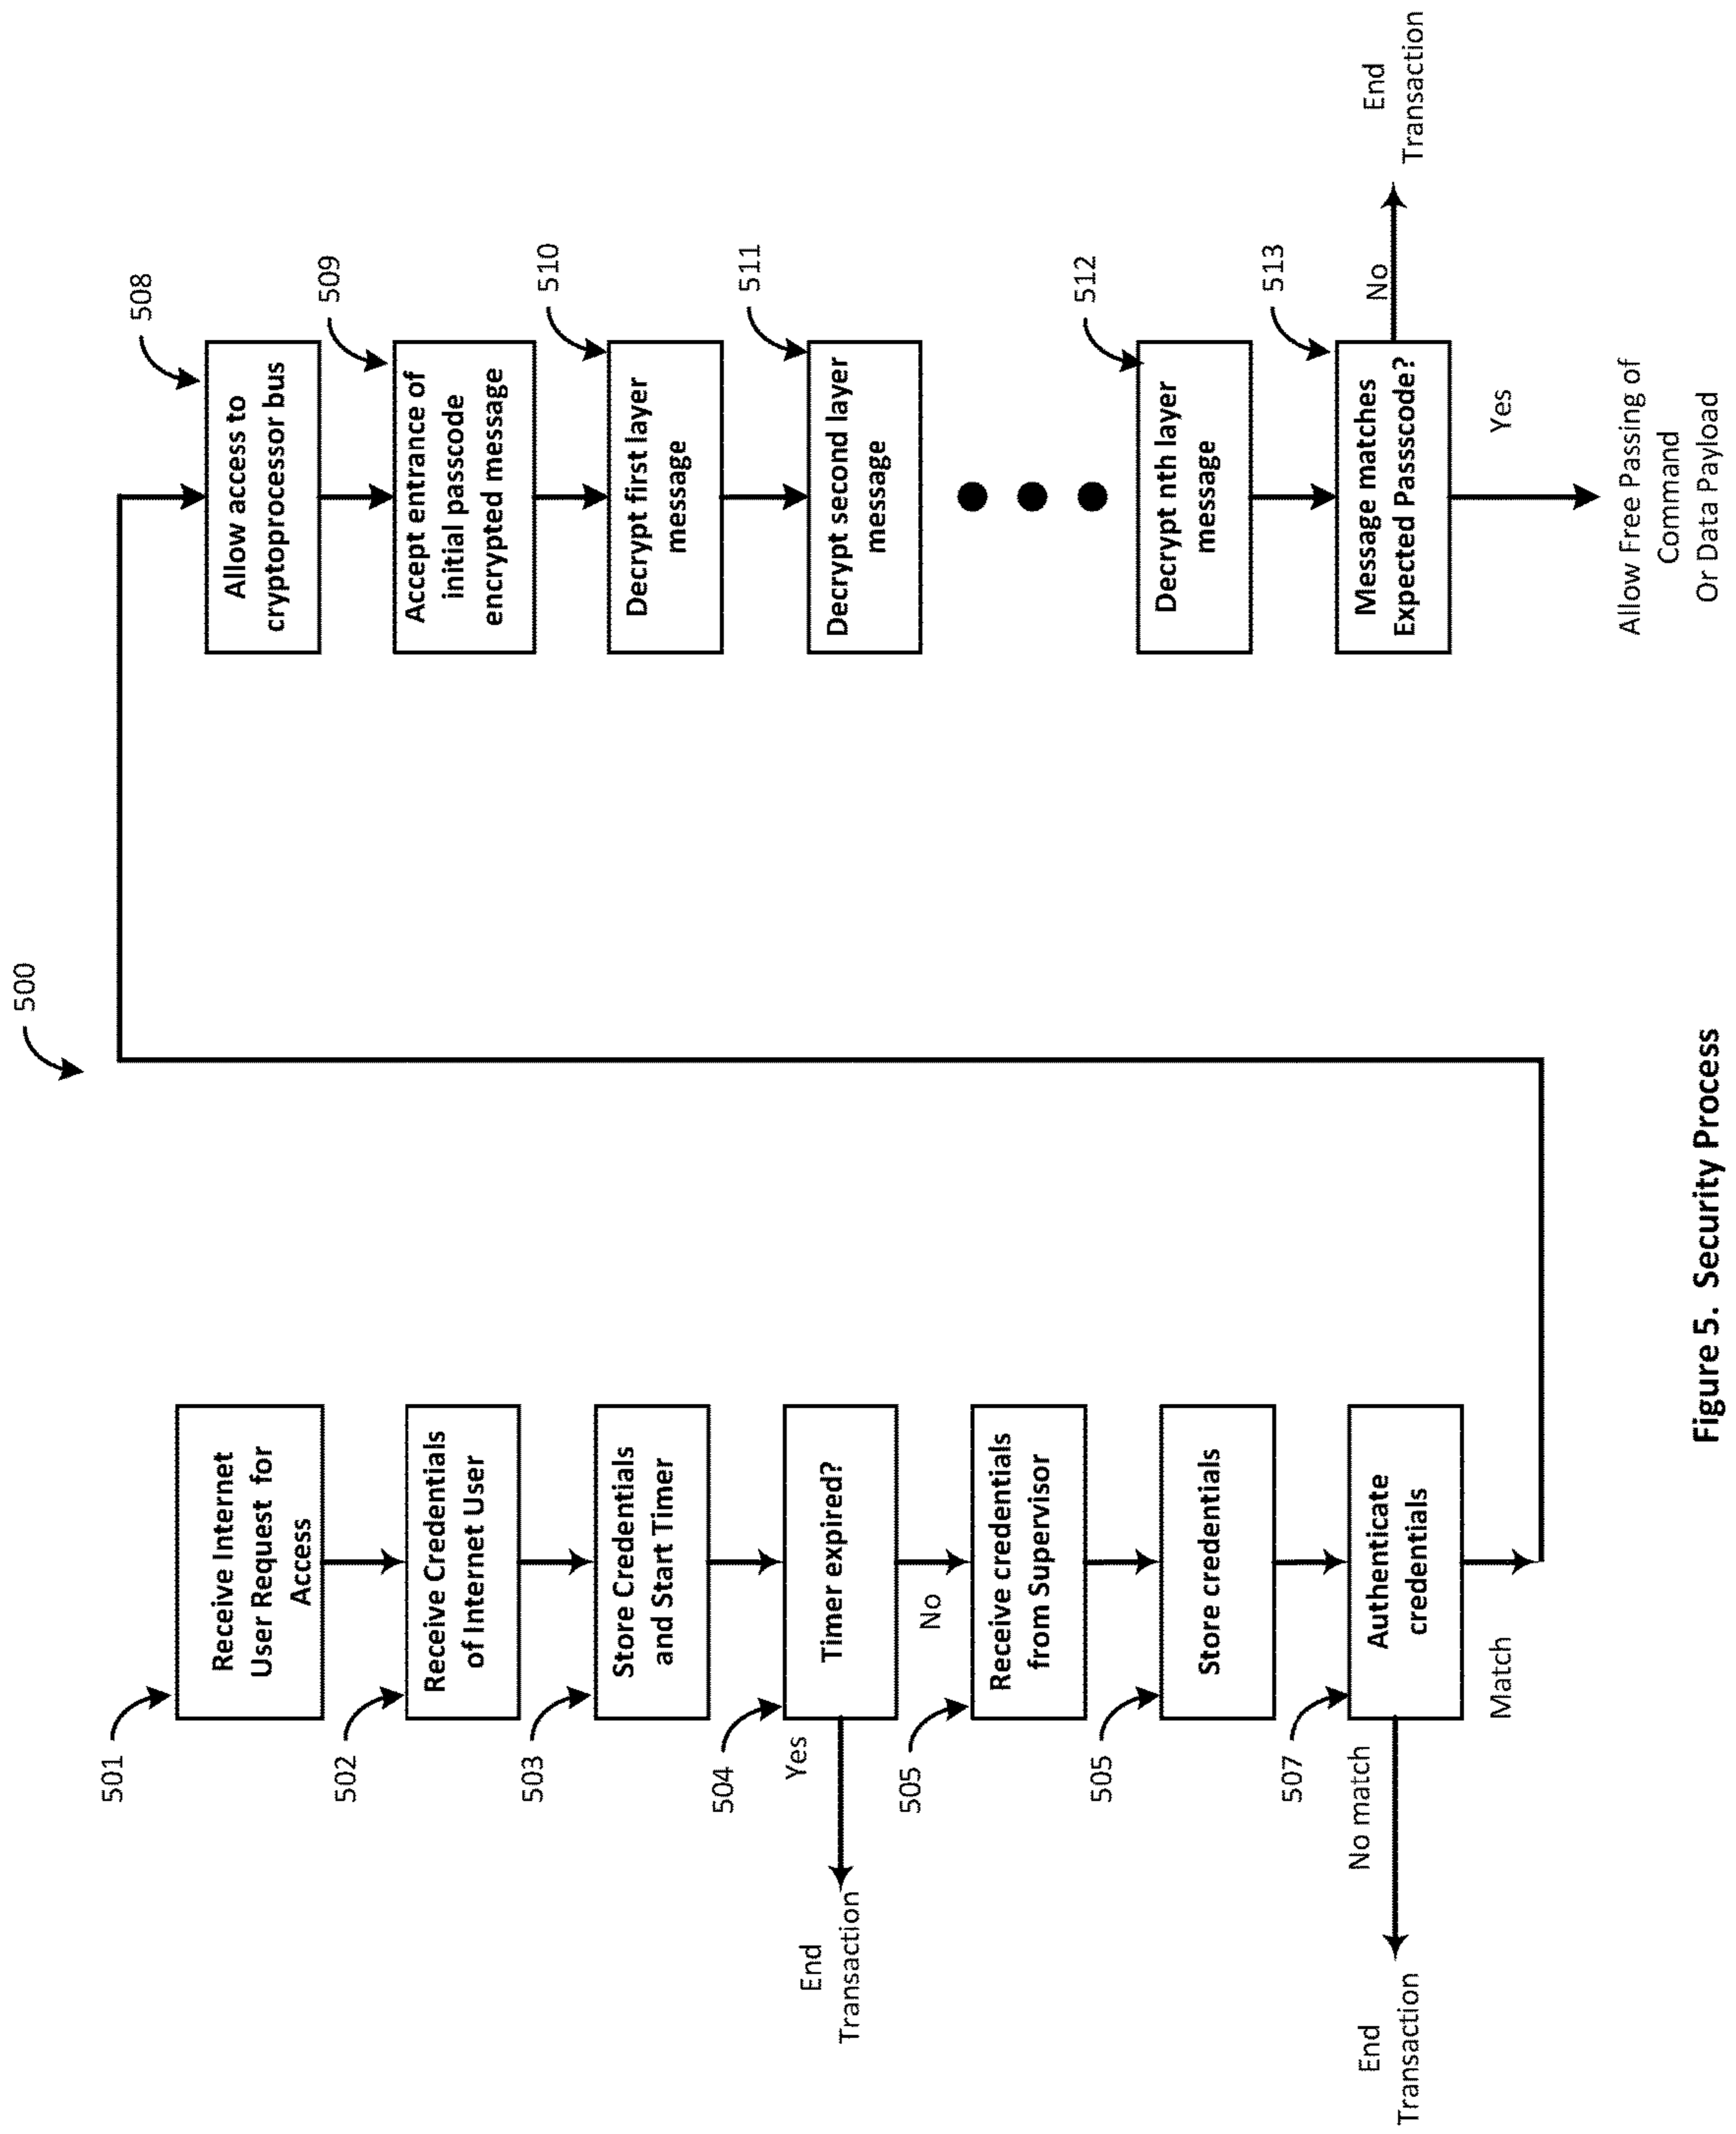 500
501
Receive Internet
User Request for
Access
502
Receive Credentials
of Internet User
503
Store Credentials
and Start Timer
504
Timer expired?
Yes
End
Transaction
No
505
Receive credentials
from Supervisor
505
Store credentials
507
Authenticate
credentials
No match
End
Transaction
Match
508
Allow access to
cryptoprocessor bus
509
Accept entrance of
initial passcode
encrypted message
510
Decrypt first layer
message
511
Decrypt second layer
message
512
Decrypt nth layer
message
513
Message matches
Expected Passscode?
No
End
Transaction
Yes
Allow Free Passing of
Command
Or Data Payload
Figure 5. Security Process